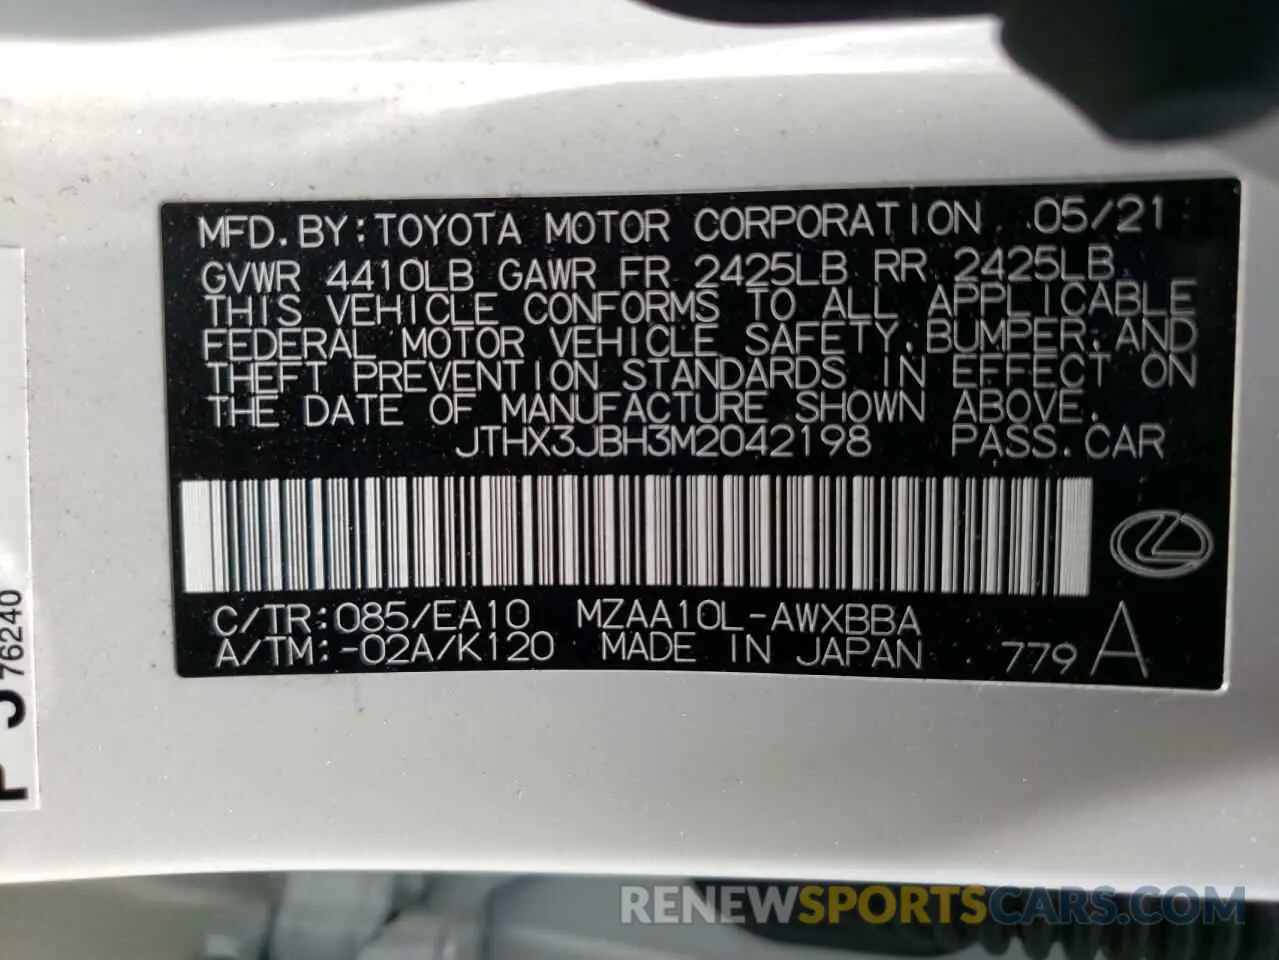 MFD.BY:TOYOTA MOTOR CORPORATION 05/21
GVWR 4410LB GAWR FR 2425LB RR 2425LB
THIS VEHICLE CONFORMS TO ALL APPLICABLE
FEDERAL MOTOR VEHICLE SAFETY,BUMPER,AND
THEFT PREVENTION STANDARDS IN EFFECT ON
THE DATE OF MANUFACTURE SHOWN ABOVE.
JTHX3JBH3M2042198 PASS.CAR
C/TR:085/EA10 MZAA10L-AWXBBA
A/TM:-02A/K120 MADE IN JAPAN 779 A
76240
RENEWSPORTSCARS.COM